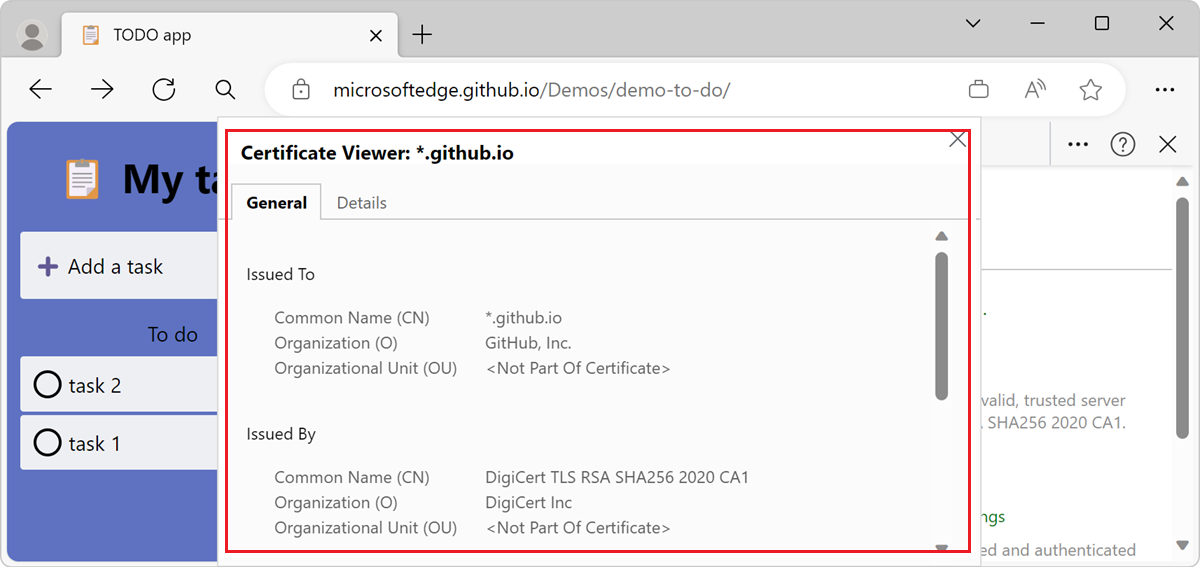 TODO app
microsoftedge.github.io/Demos/demo-to-do/
My ta
Add a task
To do
task 2
task 1
Certificate Viewer: *.github.io
General Details
Issued To
Common Name (CN) *.github.io
Organization (O) GitHub, Inc.
Organizational Unit (OU) <Not Part Of Certificate>
Issued By
Common Name (CN) DigiCert TLS RSA SHA256 2020 CA1
Organization (O) DigiCert Inc
Organizational Unit (OU) <Not Part Of Certificate>
valid, trusted server
SHA256 2020 CA1.
ngs
ed and authenticated